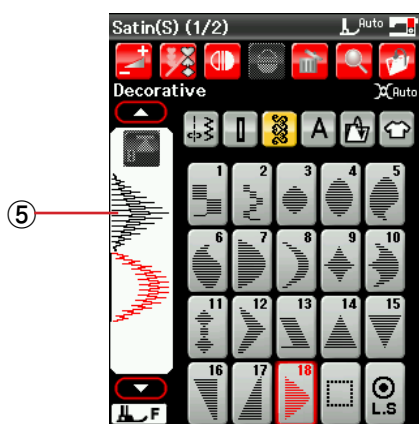 Satin(S) (1/2) Auto
Decorative Auto
A
⑤
1 2 3 4 5
6 7 8 9 10
11 12 13 14 15
16 17 18 L.S
F